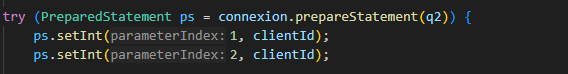 try (PreparedStatement ps = connexion.prepareStatement(q2)) {
ps.setInt(parameterIndex: 1, clientId);
ps.setInt(parameterIndex: 2, clientId);